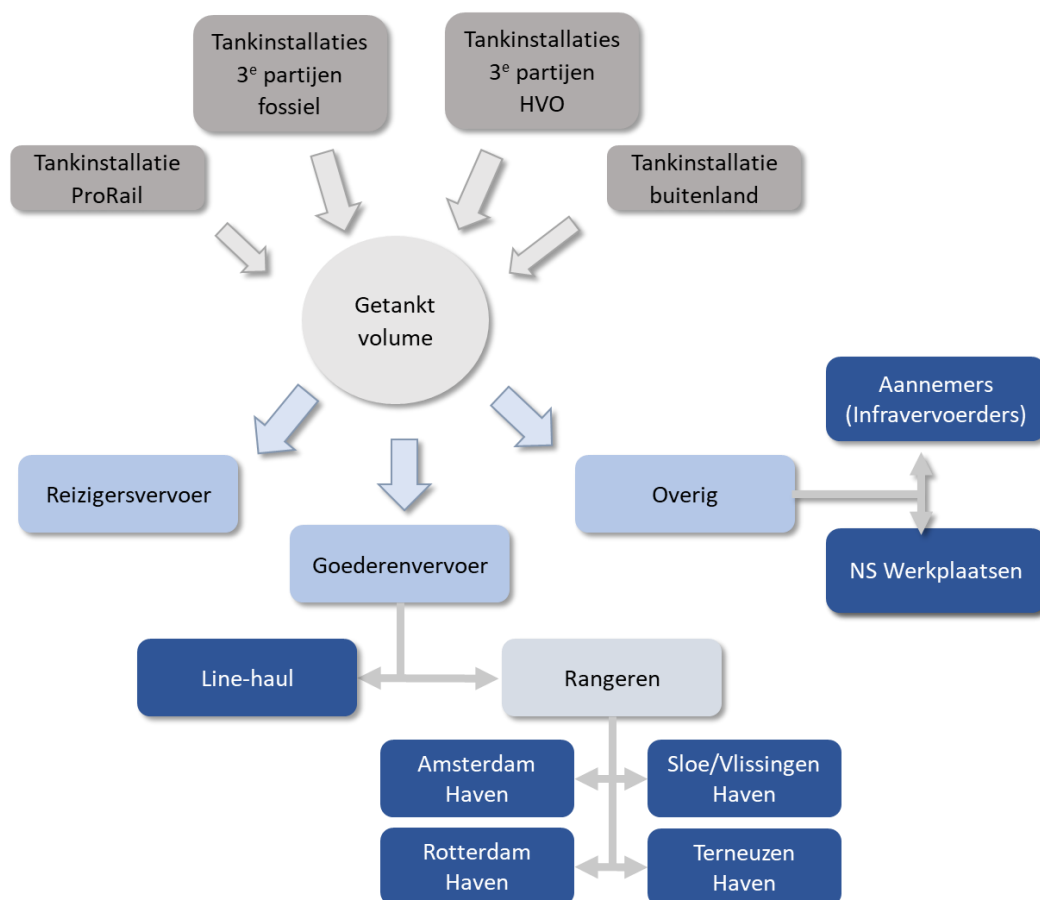 Tankinstallaties
3e partijen
fossiel
Tankinstallaties
3e partijen
HVO
Tankinstallatie
ProRail
Tankinstallatie
buitenland
Getankt
volume
Aannemers
(Infravervoerders)
Reizigersvervoer
Overig
Goederenvervoer
NS Werkplaatsen
Line-haul
Rangeren
Amsterdam
Haven
Sloe/Vlissingen
Haven
Rotterdam
Haven
Terneuzen
Haven